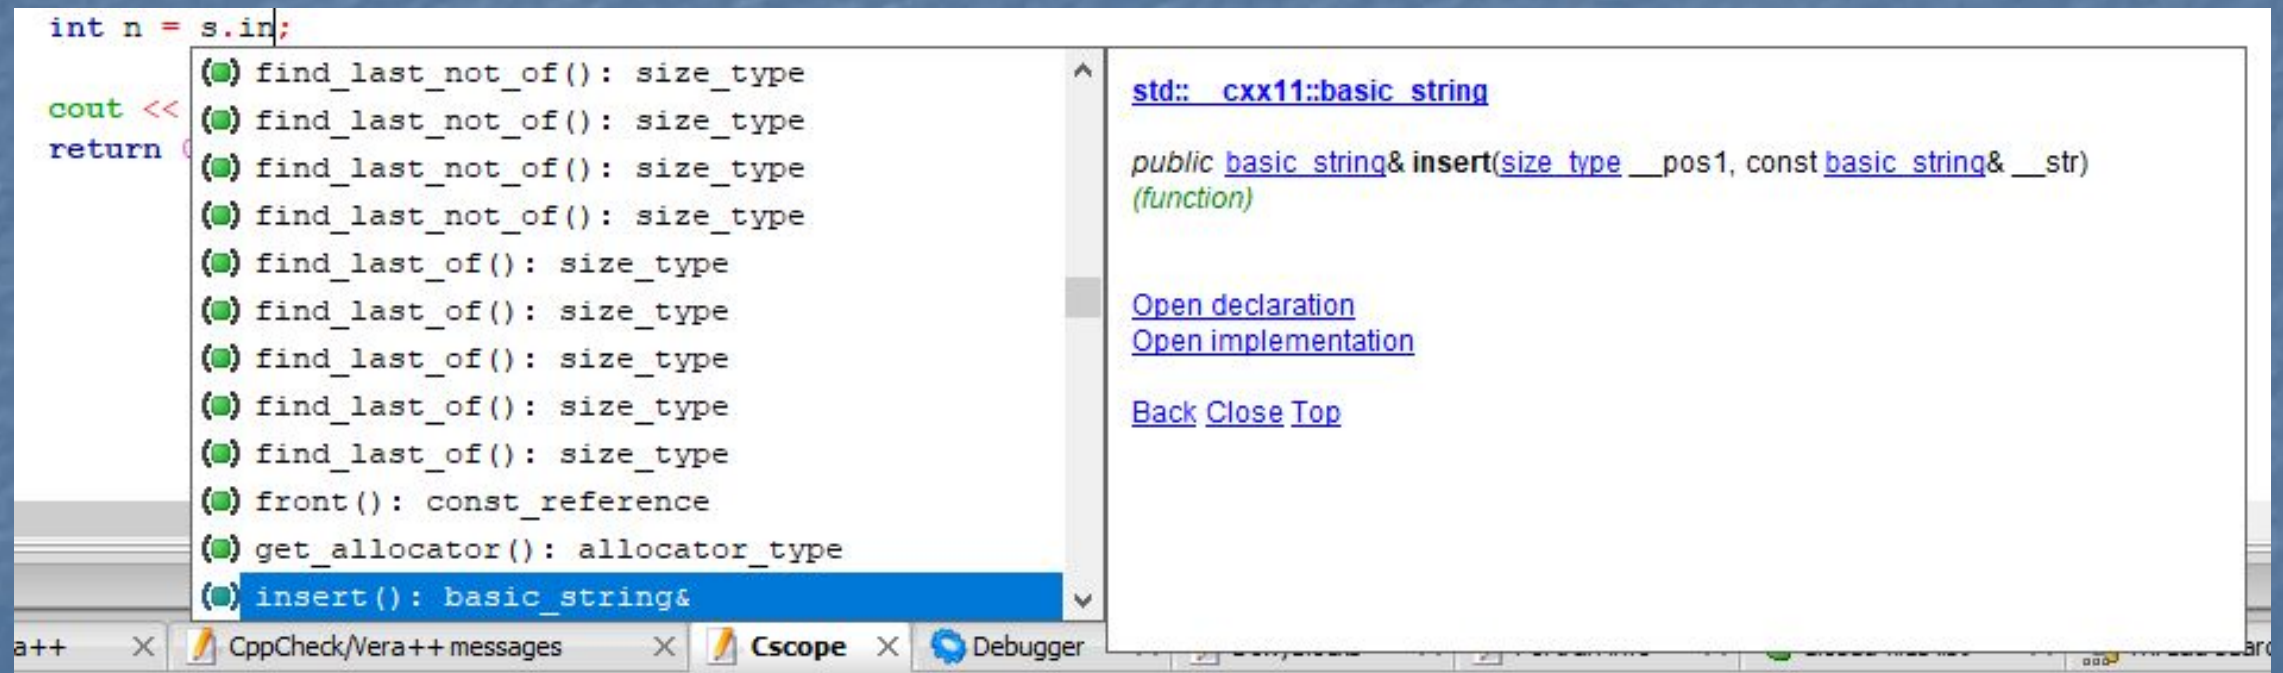 int n = s.in;
cout <<
return
find_last_not_of(): size_type
find_last_not_of(): size_type
find_last_not_of(): size_type
find_last_not_of(): size_type
find_last_of(): size_type
find_last_of(): size_type
find_last_of(): size_type
find_last_of(): size_type
find_last_of(): size_type
front(): const_reference
get_allocator(): allocator_type
insert(): basic_string&
std::__cxx11::basic_string
public basic_string& insert(size_type __pos1, const basic_string& __str)
(function)
Open declaration
Open implementation
Back Close Top
a++ CppCheck/Vera++ messages Cscope Debugger